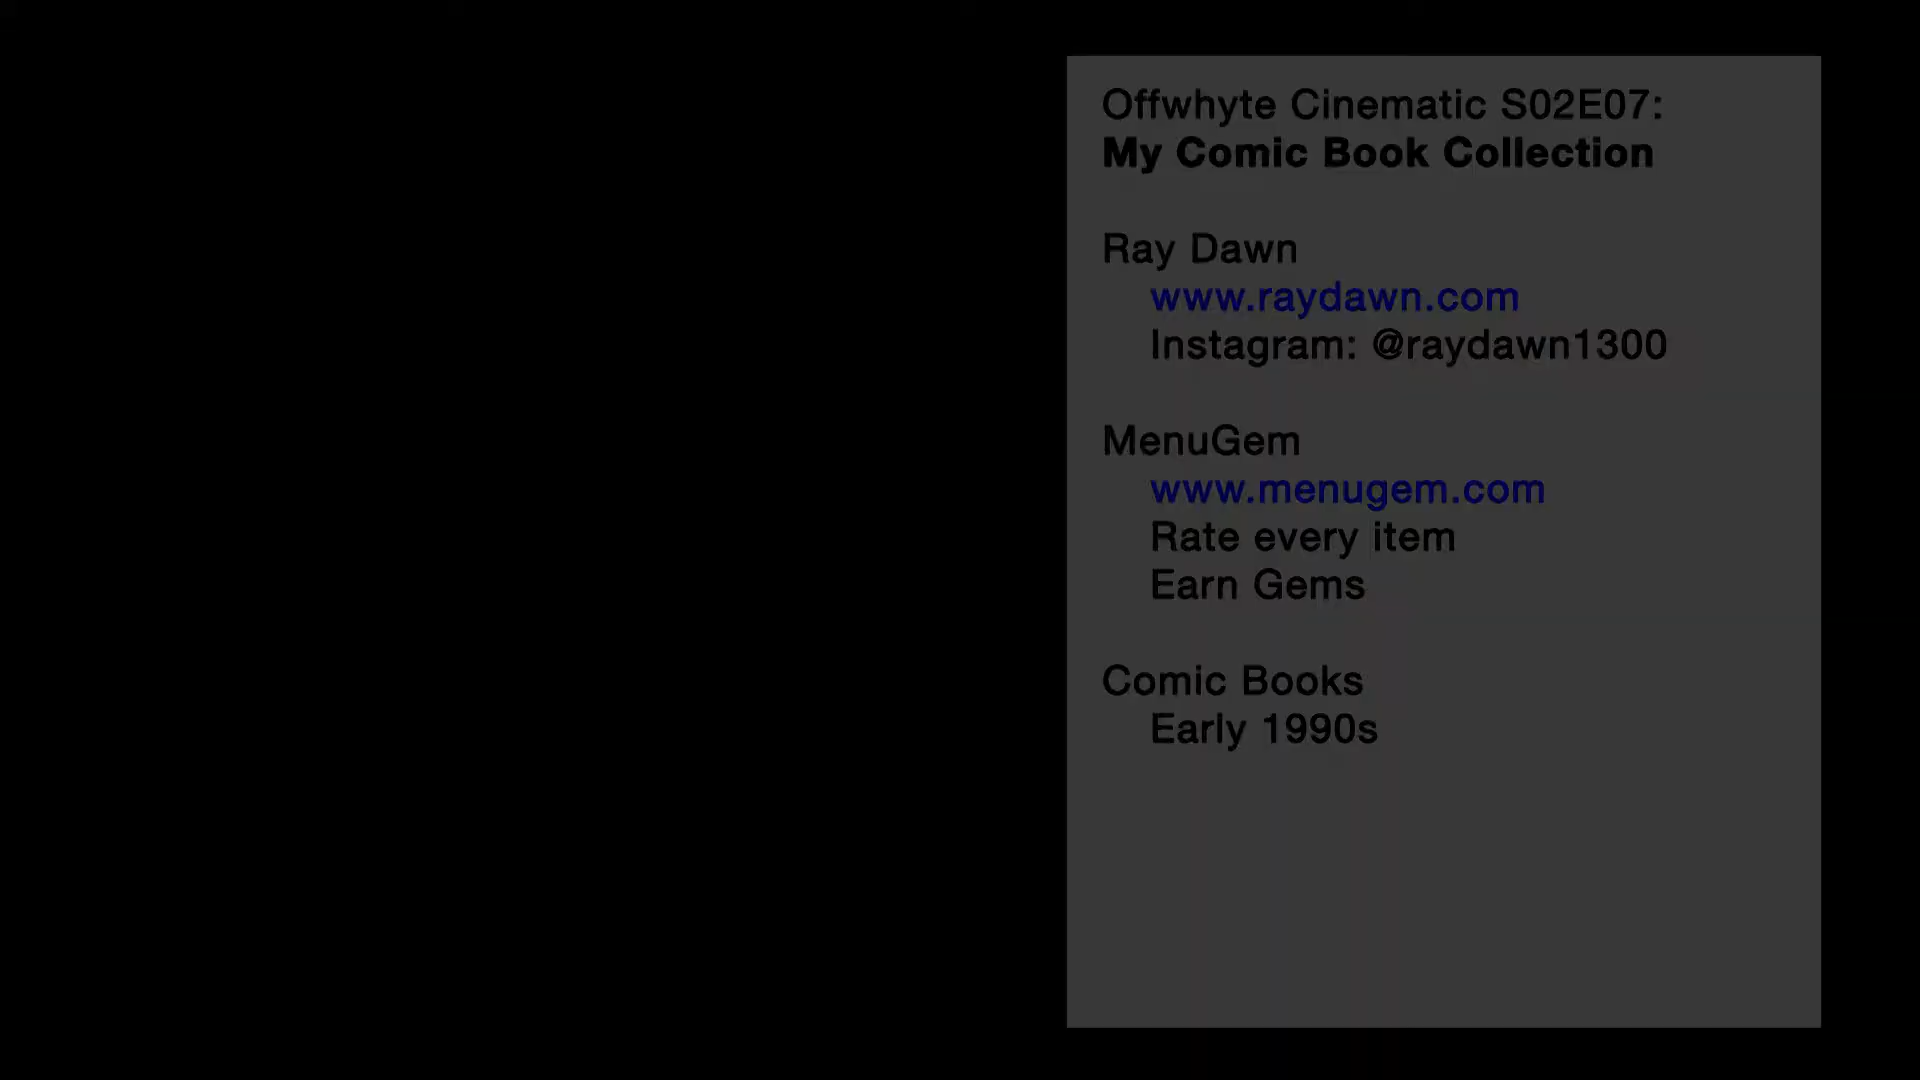 Offwhyte Cinematic S02E07:
My Comic Book Collection
Ray Dawn
www.raydawn.com
Instagram: @raydawn1300
MenuGem
www.menugem.com
Rate every item
Earn Gems
Comic Books
Early 1990s